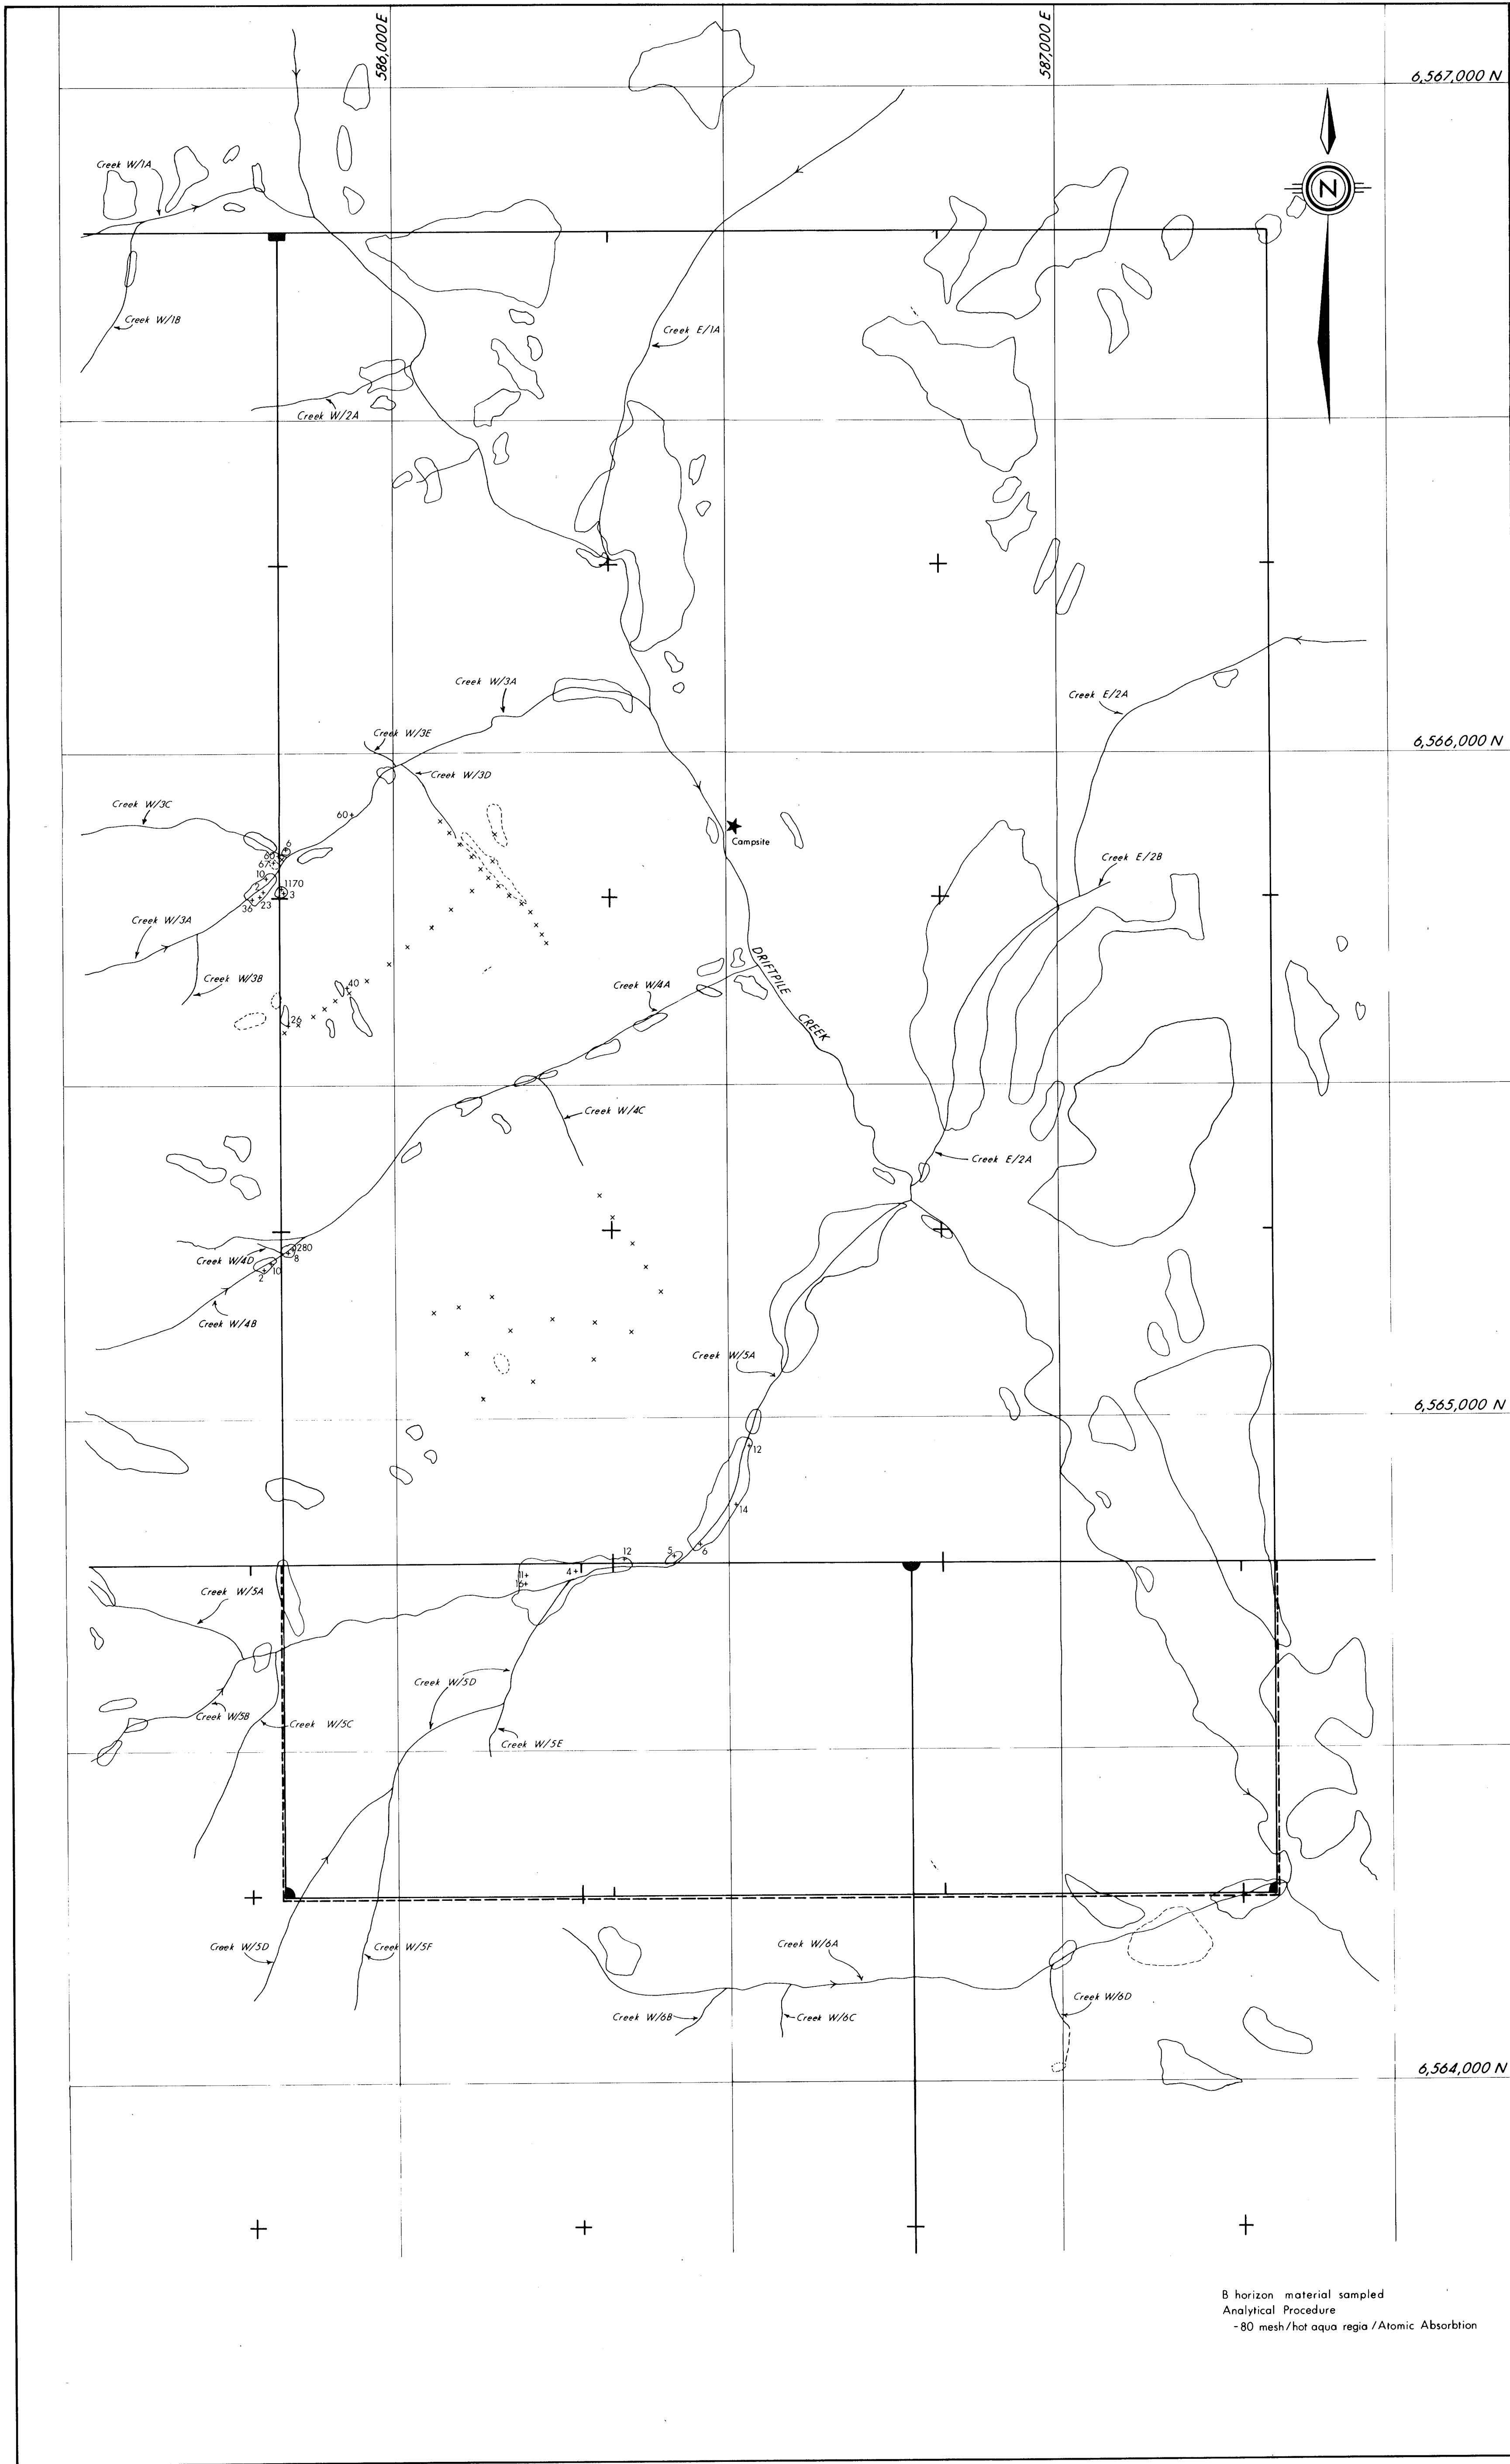 586,000 E
587,000 E
6,567,000 N
N
Creek W/1A
Creek W/1B
Creek E/1A
Creek W/2A
Creek W/3A
Creek E/2A
Creek W/3E
6,566,000 N
Creek W/3D
Creek W/3C
60+
Campsite
6
60
67
Creek E/2B
10
2
1170
3
36
23
Creek W/3A
DRIFTPILE
CREEK
Creek W/3B
40
Creek W/4A
26
Creek W/4C
Creek E/2A
280
8
Creek W/4D
10
2
Creek W/4B
Creek W/5A
6,565,000 N
12
14
6
5
12
4+
11+
16+
Creek W/5A
Creek W/5D
Creek W/5B
Creek W/5C
Creek W/5E
Creek W/5D
Creek W/5F
Creek W/6A
Creek W/6D
Creek W/6B
Creek W/6C
6,564,000 N
B horizon material sampled
Analytical Procedure
-80 mesh/hot aqua regia /Atomic Absorbtion